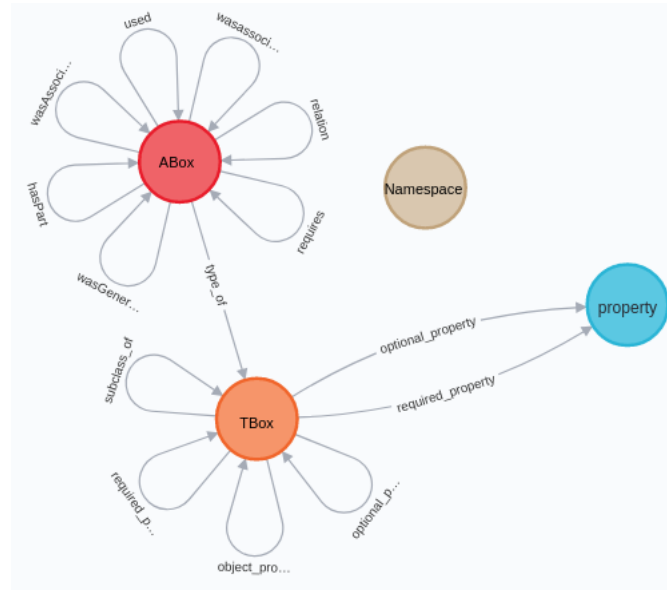 used
wasassoci...
wasAssoci...
relation
ABox
Namespace
hasPart
requires
wasGener...
type_of
property
optional_property
subclass_of
required_property
TBox
required_p...
optional_p...
object_pro...